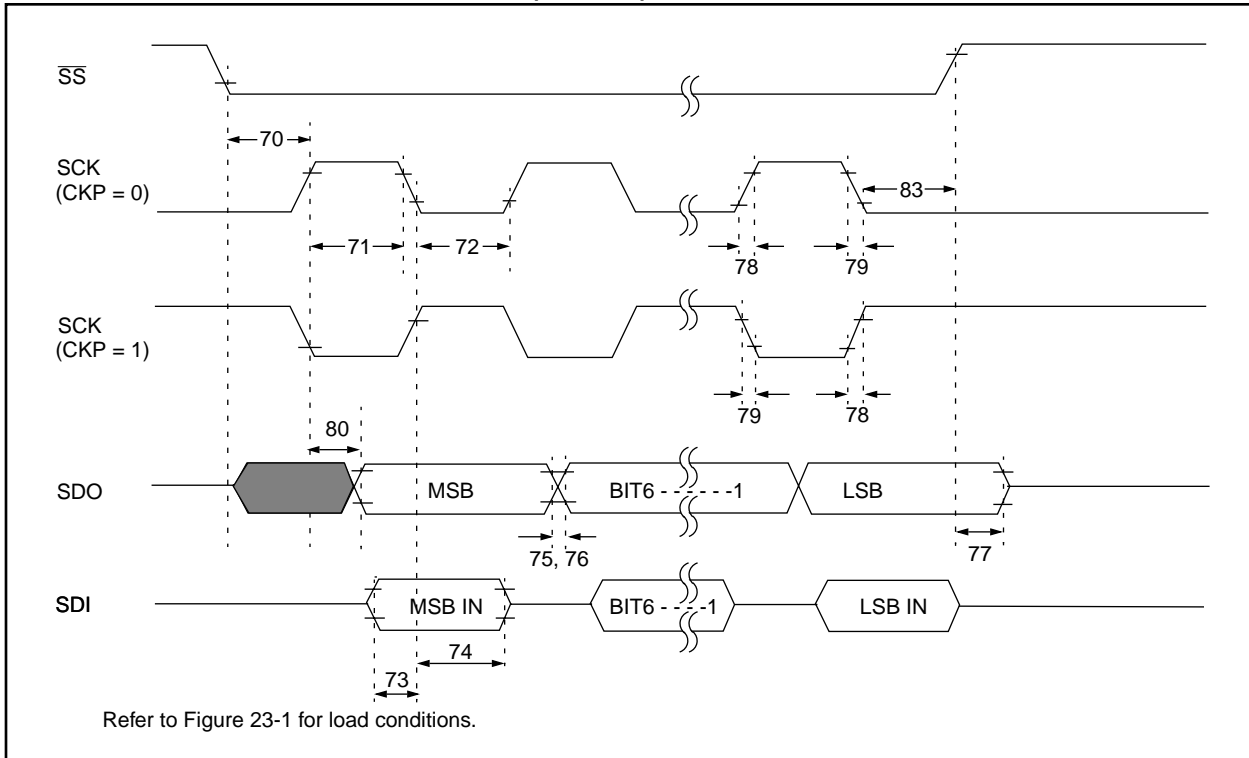 SS
70
SCK
(CKP = 0)
83
71
72
78
79
SCK
(CKP = 1)
79
78
80
SDO
MSB
BIT6 - - - - - -1
LSB
75, 76
77
SDI
MSB IN
BIT6 - - - -1
LSB IN
74
73
Refer to Figure 23-1 for load conditions.